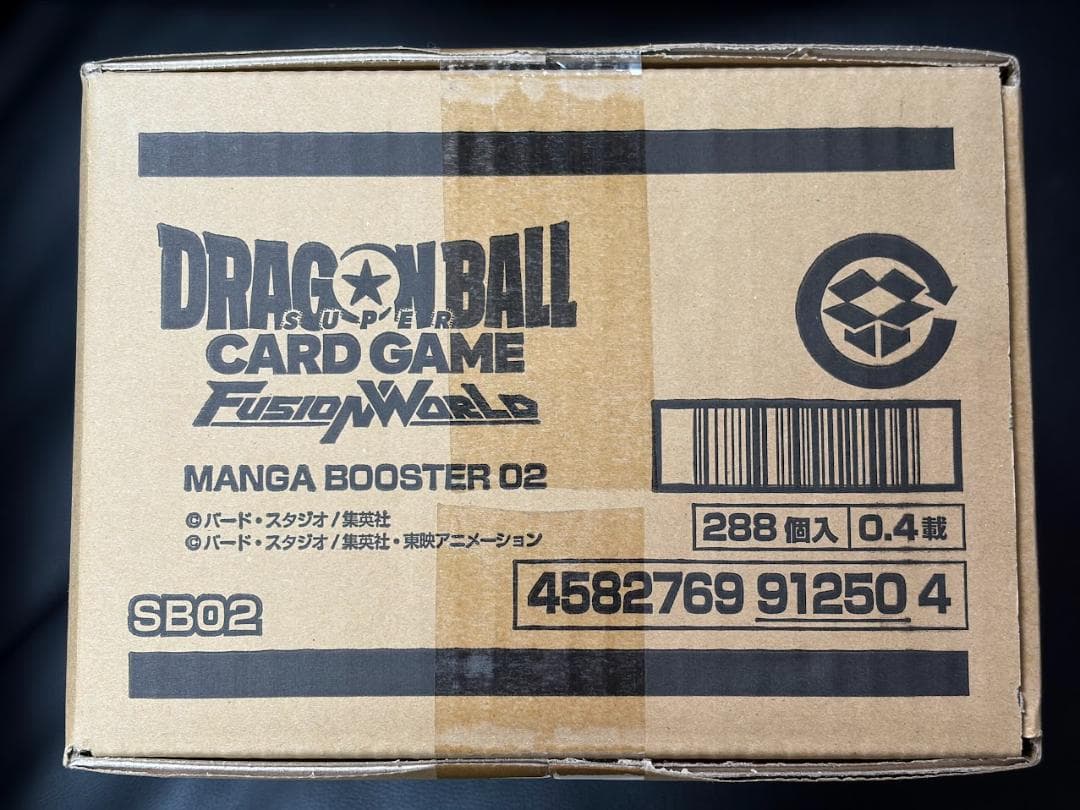 DRAGON BALL
SUPER
CARD GAME
FUSION WORLD
MANGA BOOSTER 02
©バード・スタジオ/集英社
©バード・スタジオ/集英社・東映アニメーション
SB02
288個入 0.4載
4582769 91250 4